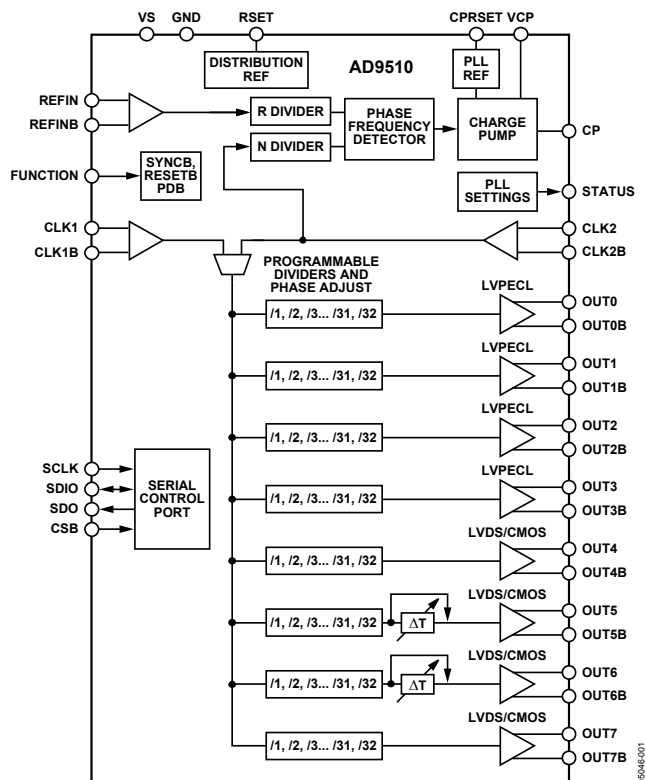 VS GND RSET CPRSET VCP
DISTRIBUTION
REF
AD9510
PLL
REF
REFIN
REFINB
R DIVIDER
N DIVIDER
PHASE
FREQUENCY
DETECTOR
CHARGE
PUMP
CP
FUNCTION
SYNCB,
RESETB
PDB
PLL
SETTINGS
STATUS
CLK1
CLK1B
CLK2
CLK2B
PROGRAMMABLE
DIVIDERS AND
PHASE ADJUST
LVPECL
/1, /2, /3... /31, /32
OUT0
OUT0B
LVPECL
/1, /2, /3... /31, /32
OUT1
OUT1B
LVPECL
/1, /2, /3... /31, /32
OUT2
OUT2B
SCLK
SDIO
SDO
CSB
SERIAL
CONTROL
PORT
LVPECL
/1, /2, /3... /31, /32
OUT3
OUT3B
LVDS/CMOS
/1, /2, /3... /31, /32
OUT4
OUT4B
LVDS/CMOS
/1, /2, /3... /31, /32
ΔT
OUT5
OUT5B
LVDS/CMOS
/1, /2, /3... /31, /32
ΔT
OUT6
OUT6B
LVDS/CMOS
/1, /2, /3... /31, /32
OUT7
OUT7B